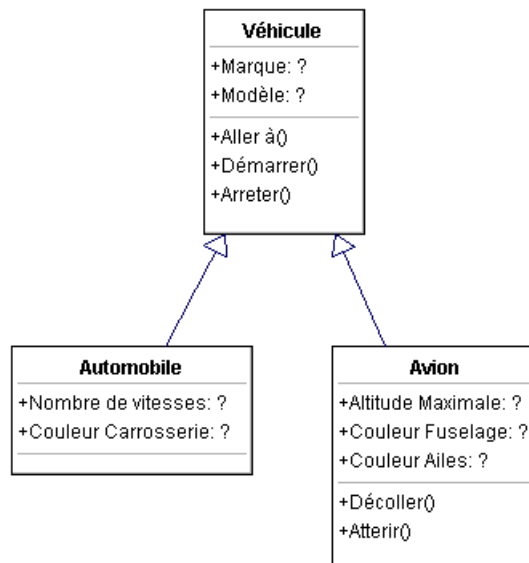 Véhicule
+Marque: ?
+Modèle: ?
+Aller à()
+Démarrer()
+Arreter()
Automobile
+Nombre de vitesses: ?
+Couleur Carrosserie: ?
Avion
+Altitude Maximale: ?
+Couleur Fuselage: ?
+Couleur Ailes: ?
+Décoller()
+Atterir()